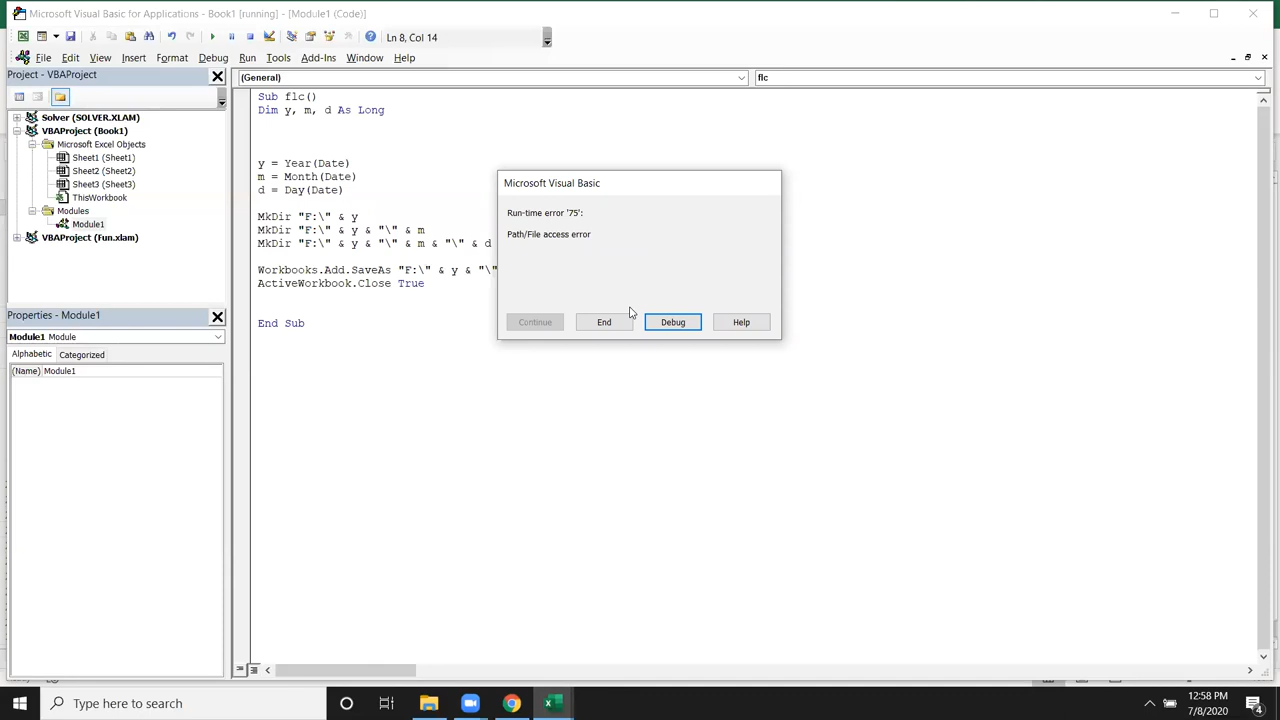 Microsoft Visual Basic for Applications - Book1 [running] - [Module1 (Code)]
Ln 8, Col 14
File Edit View Insert Format Debug Run Tools Add-Ins Window Help
Project - VBAProject
(General)
flc
Solver (SOLVER.XLAM)
VBAProject (Book1)
Microsoft Excel Objects
Sheet1 (Sheet1)
Sheet2 (Sheet2)
Sheet3 (Sheet3)
ThisWorkbook
Modules
Module1
VBAProject (Fun.xlam)
Sub flc()
Dim y, m, d As Long
y = Year(Date)
m = Month(Date)
d = Day(Date)
MkDir "F:\" & y
MkDir "F:\" & y & "\" & m
MkDir "F:\" & y & "\" & m & "\" & d
Workbooks.Add.SaveAs "F:\" & y & "\"
ActiveWorkbook.Close True
End Sub
Microsoft Visual Basic
Run-time error '75':
Path/File access error
Continue
End
Debug
Help
Properties - Module1
Module1 Module
Alphabetic Categorized
(Name) Module1
Type here to search
12:58 PM
7/8/2020
4